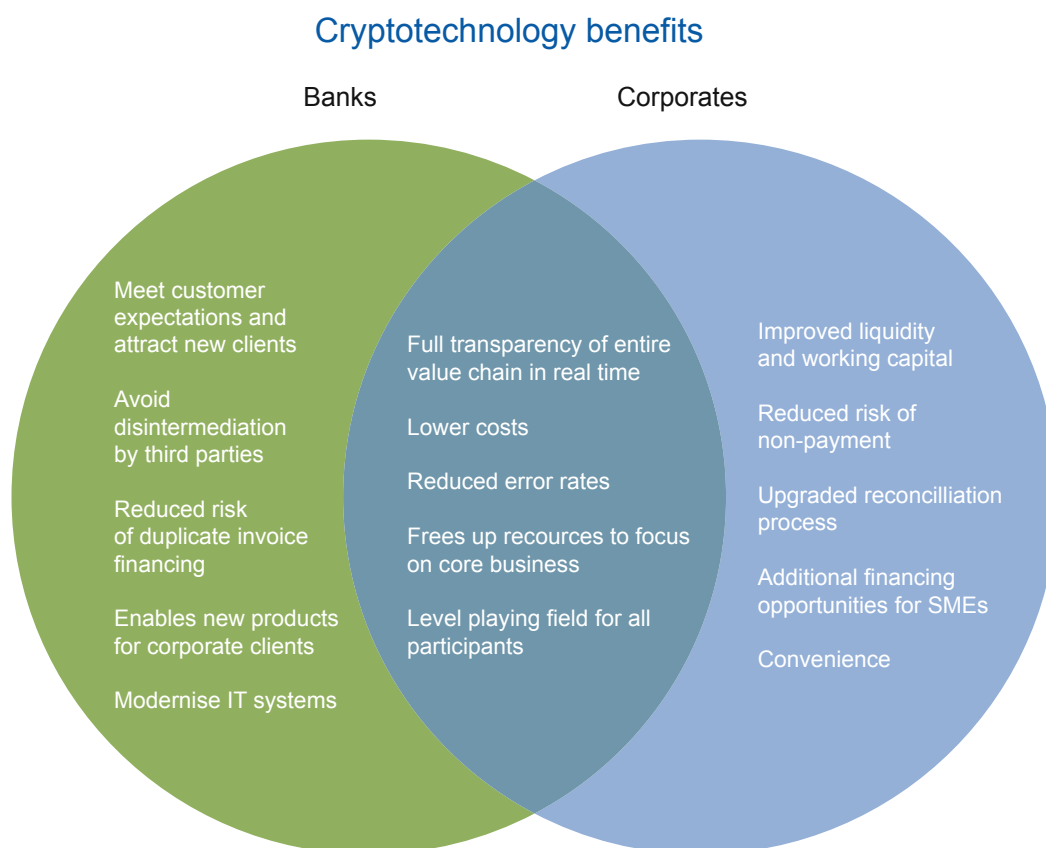 Cryptotechnology benefits
Banks
Corporates
Meet customer
expectations and
attract new clients
Avoid
disintermediation
by third parties
Reduced risk
of duplicate invoice
financing
Enables new products
for corporate clients
Modernise IT systems
Full transparency of entire
value chain in real time
Lower costs
Reduced error rates
Frees up recources to focus
on core business
Level playing field for all
participants
Improved liquidity
and working capital
Reduced risk of
non-payment
Upgraded reconcilliation
process
Additional financing
opportunities for SMEs
Convenience